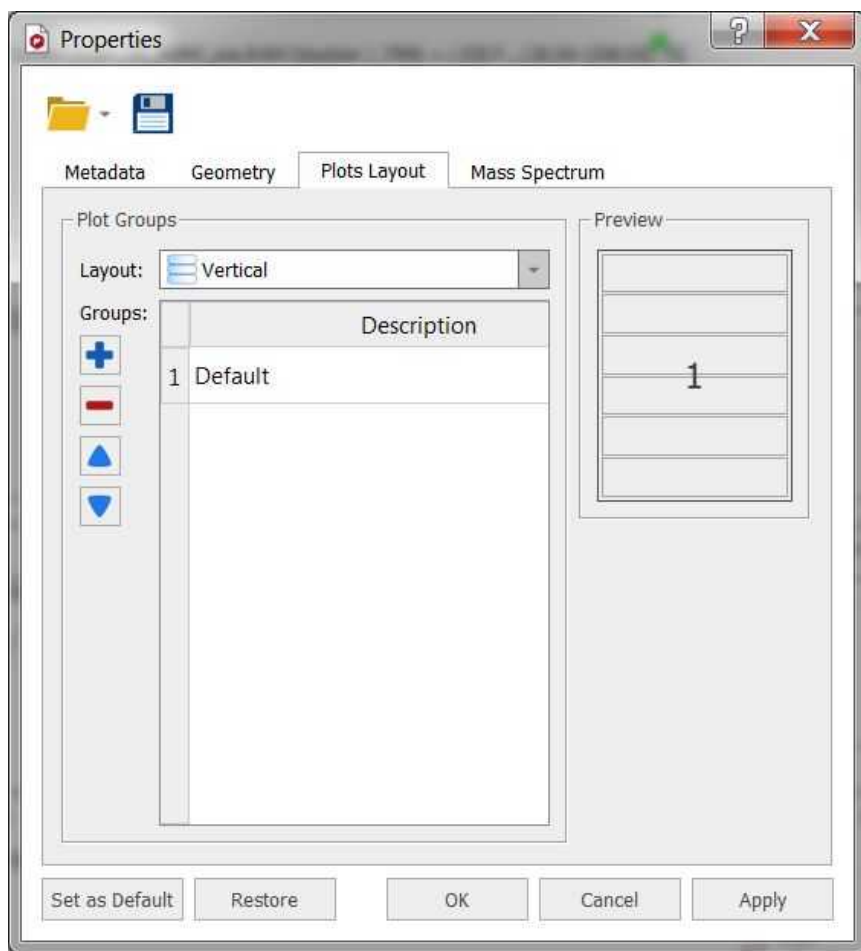 Properties
Metadata Geometry Plots Layout Mass Spectrum
Plot Groups
Preview
Layout: Vertical
Groups:
Description
1 Default
1
Set as Default Restore OK Cancel Apply